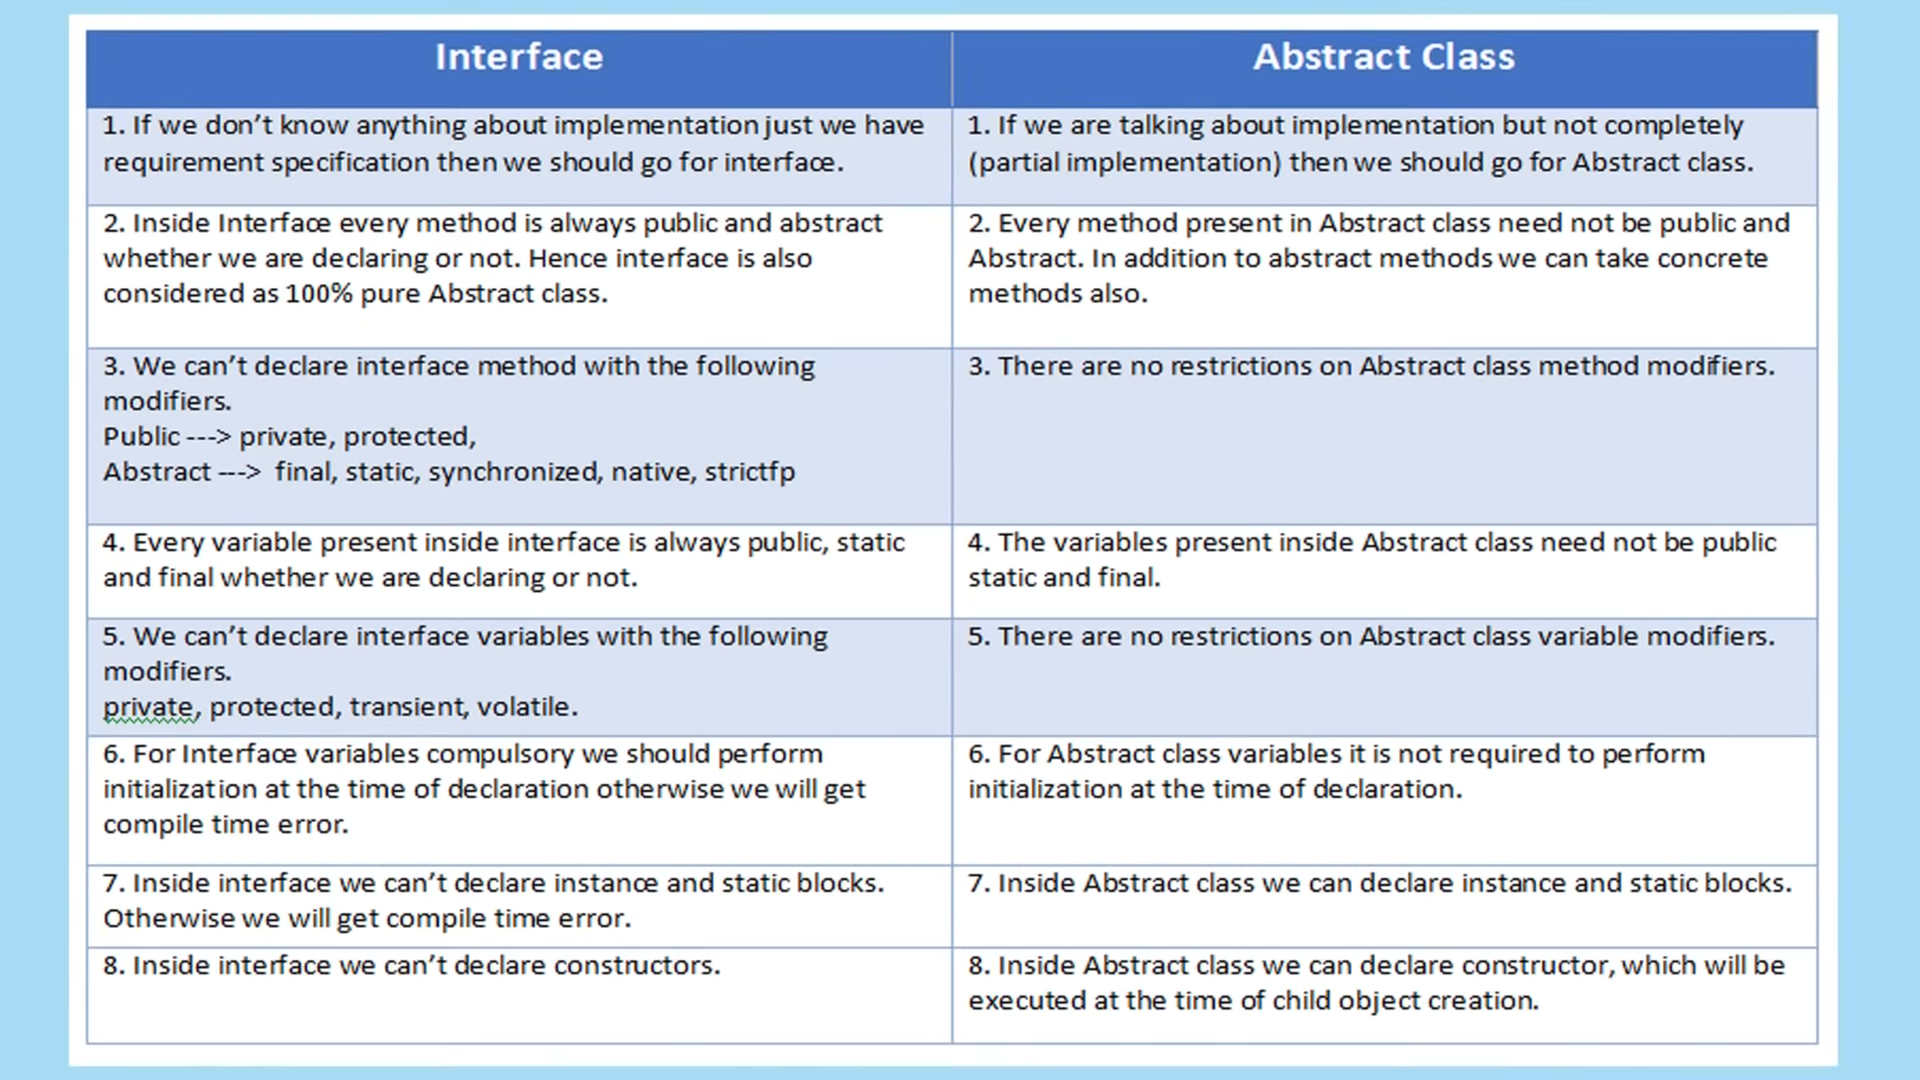 Interface
Abstract Class
1. If we don’t know anything about implementation just we have
requirement specification then we should go for interface.
1. If we are talking about implementation but not completely
(partial implementation) then we should go for Abstract class.
2. Inside Interface every method is always public and abstract
whether we are declaring or not. Hence interface is also
considered as 100% pure Abstract class.
2. Every method present in Abstract class need not be public and
Abstract. In addition to abstract methods we can take concrete
methods also.
3. We can’t declare interface method with the following
modifiers.
Public ---> private, protected,
Abstract ---> final, static, synchronized, native, strictfp
3. There are no restrictions on Abstract class method modifiers.
4. Every variable present inside interface is always public, static
and final whether we are declaring or not.
4. The variables present inside Abstract class need not be public
static and final.
5. We can’t declare interface variables with the following
modifiers.
private, protected, transient, volatile.
5. There are no restrictions on Abstract class variable modifiers.
6. For Interface variables compulsory we should perform
initialization at the time of declaration otherwise we will get
compile time error.
6. For Abstract class variables it is not required to perform
initialization at the time of declaration.
7. Inside interface we can’t declare instance and static blocks.
Otherwise we will get compile time error.
7. Inside Abstract class we can declare instance and static blocks.
8. Inside interface we can’t declare constructors.
8. Inside Abstract class we can declare constructor, which will be
executed at the time of child object creation.